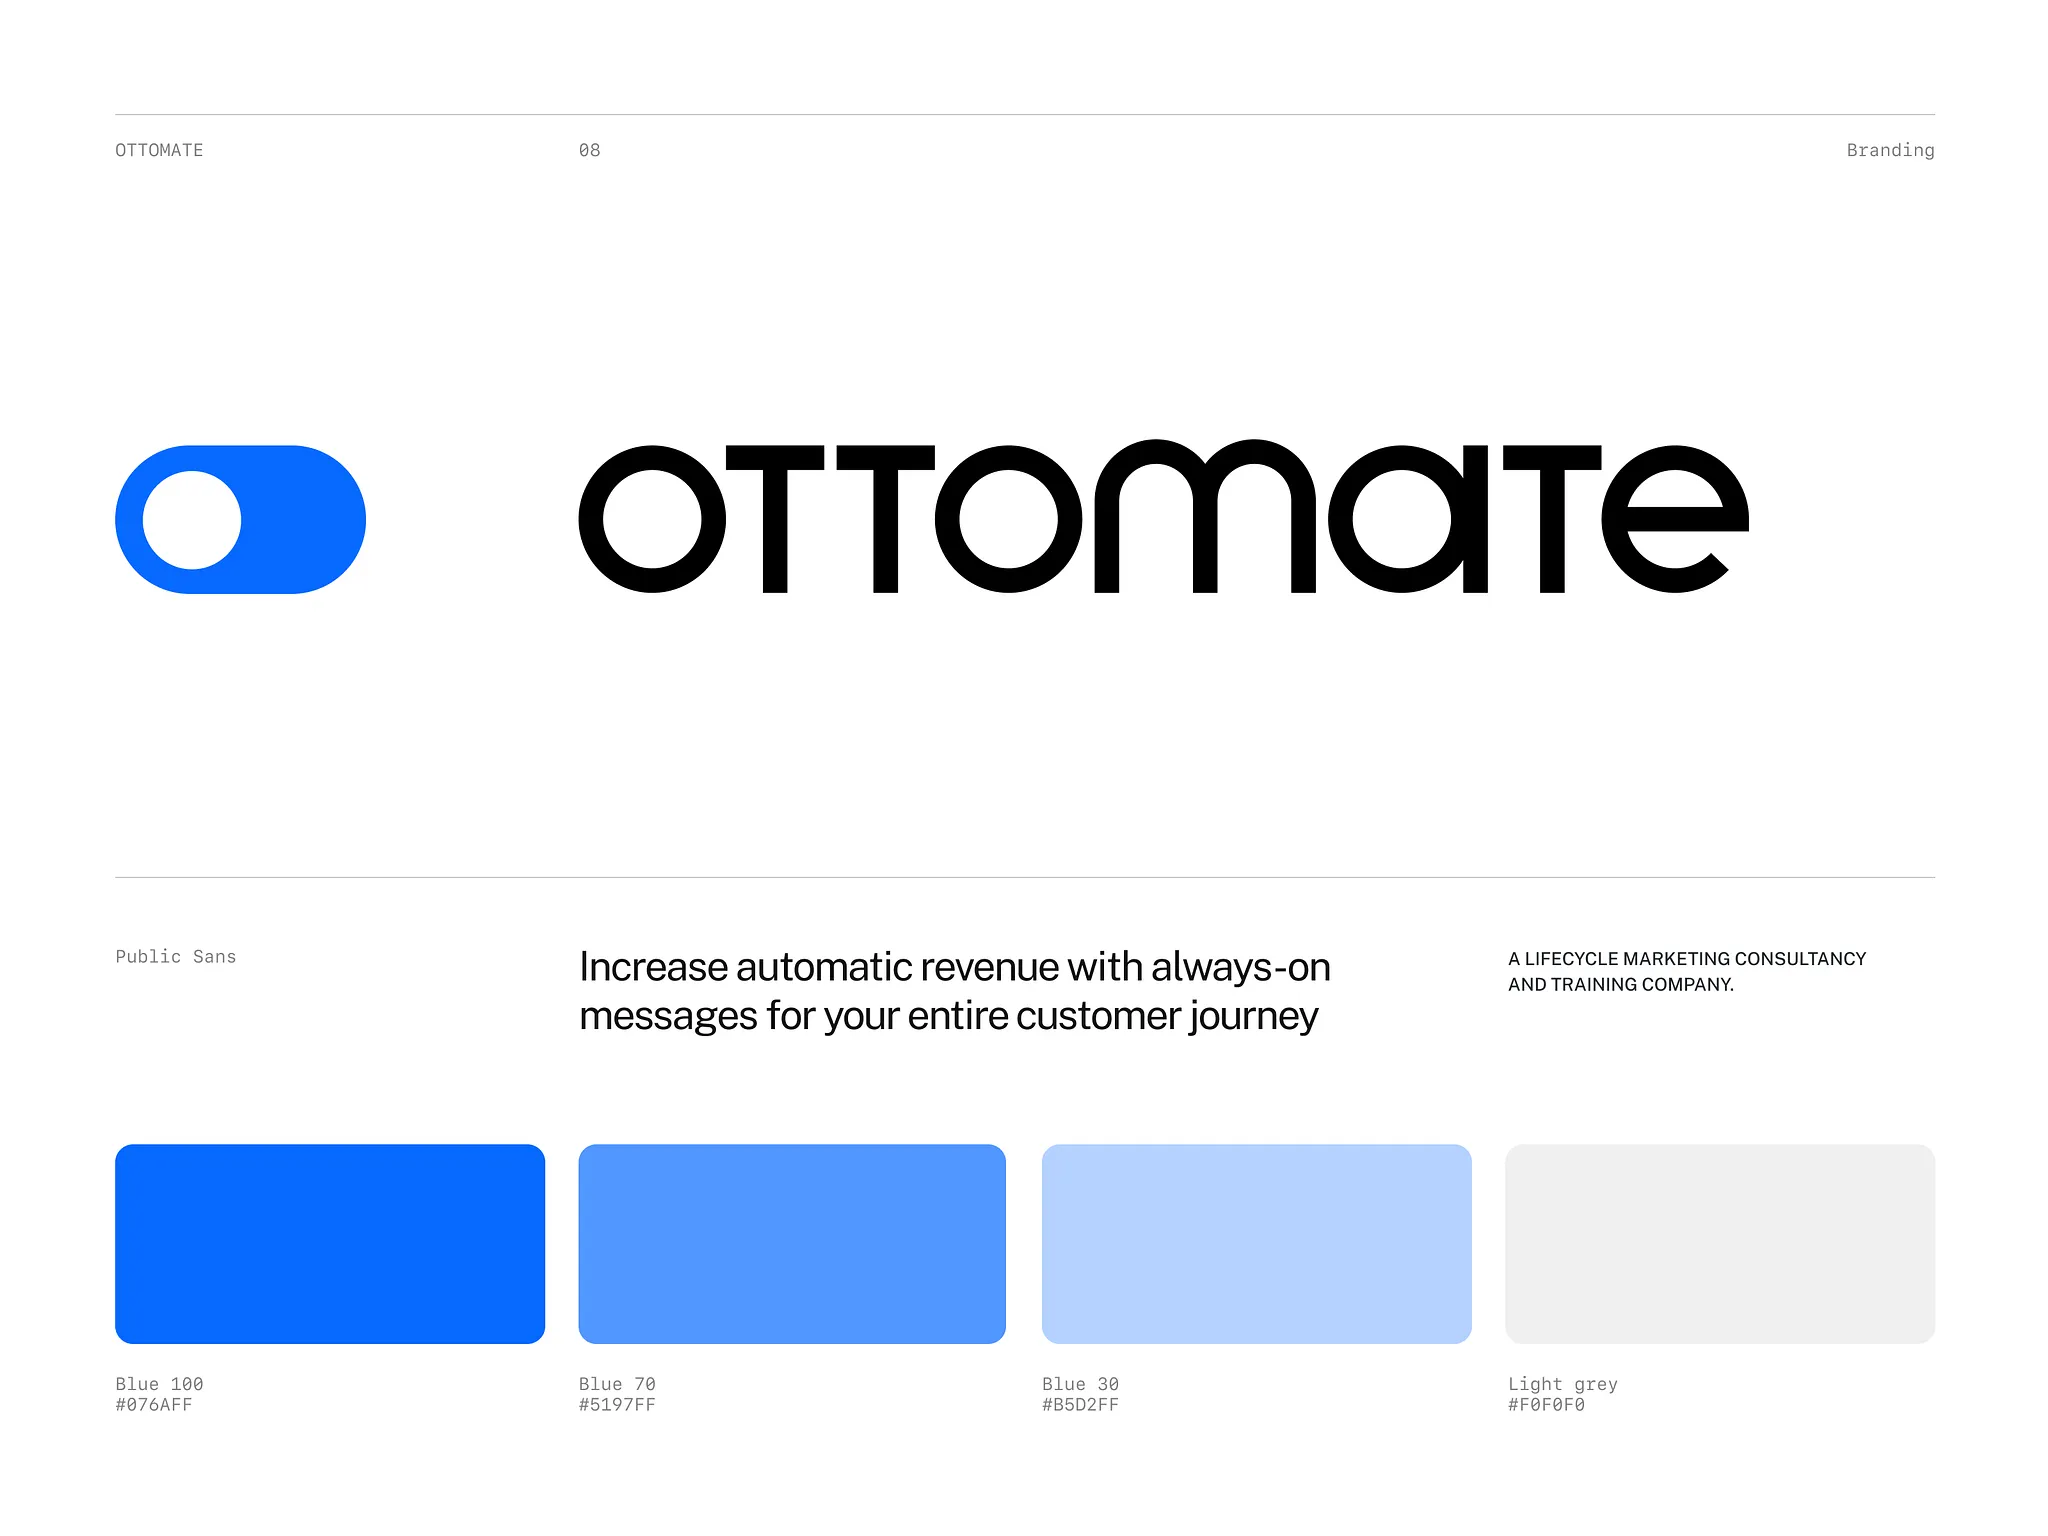 OTTOMATE
08
Branding
oTTomaTe
Public Sans
Increase automatic revenue with always-on
messages for your entire customer journey
A LIFECYCLE MARKETING CONSULTANCY
AND TRAINING COMPANY.
Blue 100
#076AFF
Blue 70
#5197FF
Blue 30
#B5D2FF
Light grey
#F0F0F0